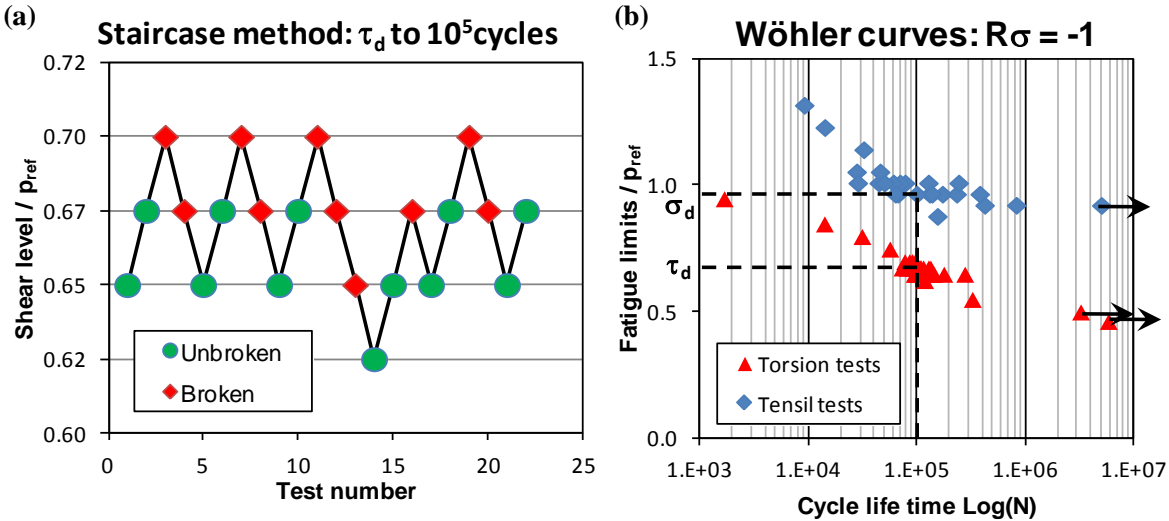 (a)
Staircase method: τd to 10⁵cycles
Shear level / pref
0.72
0.70
0.67
0.65
0.62
0.60
Unbroken
Broken
0
5
10
15
20
25
Test number
(b)
Wöhler curves: Rσ = -1
Fatigue limits / pref
1.5
1.0
σd
τd
0.5
0.0
Torsion tests
Tensil tests
1.E+03
1.E+04
1.E+05
1.E+06
1.E+07
Cycle life time Log(N)